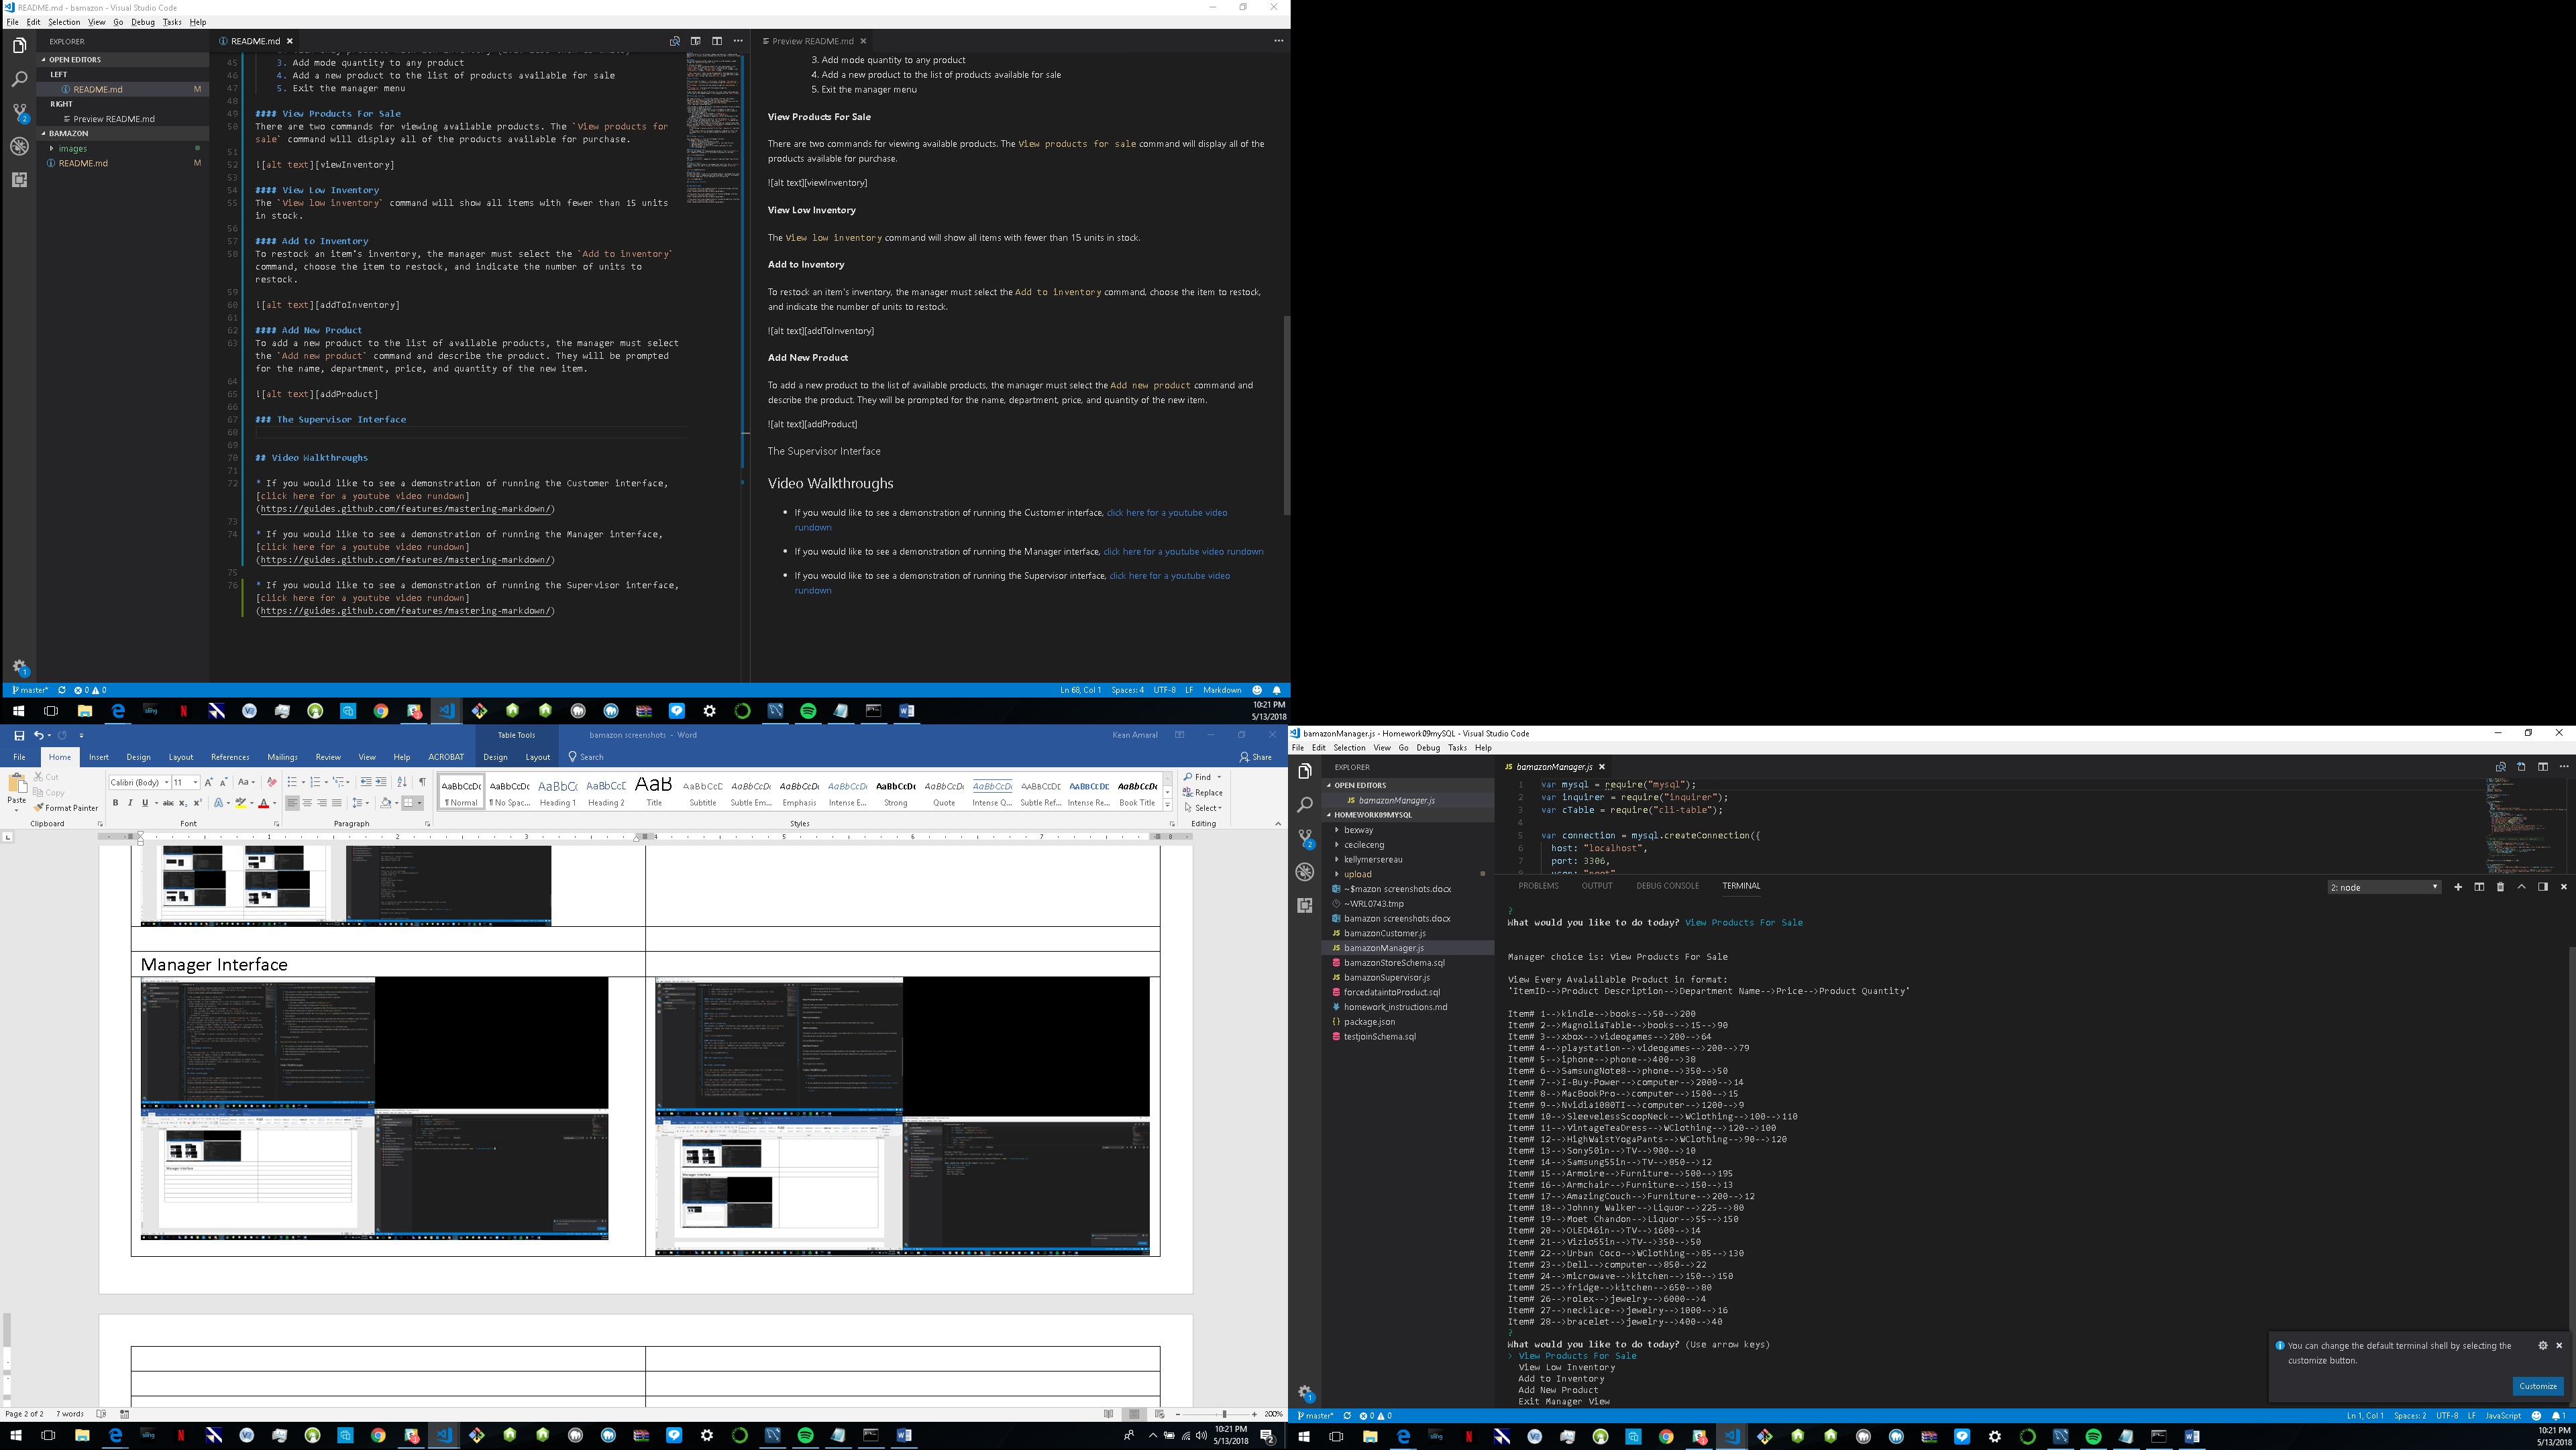 README.md - bamazon - Visual Studio Code
File Edit Selection View Go Debug Tasks Help
EXPLORER
OPEN EDITORS
LEFT
README.md M
RIGHT
Preview README.md
BAMAZON
images
README.md M
README.md
45 3. Add mode quantity to any product
46 4. Add a new product to the list of products available for sale
47 5. Exit the manager menu
48
49 #### View Products For Sale
50 There are two commands for viewing available products. The `View products for
sale` command will display all of the products available for purchase.
51
52 ![alt text][viewInventory]
53
54 #### View Low Inventory
55 The `View low inventory` command will show all items with fewer than 15 units
in stock.
56
57 #### Add to Inventory
58 To restock an item's inventory, the manager must select the `Add to inventory`
command, choose the item to restock, and indicate the number of units to
restock.
59
60 ![alt text][addToInventory]
61
62 #### Add New Product
63 To add a new product to the list of available products, the manager must select
the `Add new product` command and describe the product. They will be prompted
for the name, department, price, and quantity of the new item.
64
65 ![alt text][addProduct]
66
67 ### The Supervisor Interface
68
69
70 ## Video Walkthroughs
71
72 * If you would like to see a demonstration of running the Customer interface,
[click here for a youtube video rundown]
(https://guides.github.com/features/mastering-markdown/)
73
74 * If you would like to see a demonstration of running the Manager interface,
[click here for a youtube video rundown]
(https://guides.github.com/features/mastering-markdown/)
75
76 * If you would like to see a demonstration of running the Supervisor interface,
[click here for a youtube video rundown]
(https://guides.github.com/features/mastering-markdown/)
Preview README.md
3. Add mode quantity to any product
4. Add a new product to the list of products available for sale
5. Exit the manager menu
View Products For Sale
There are two commands for viewing available products. The View products for sale command will display all of the
products available for purchase.
![alt text][viewInventory]
View Low Inventory
The View low inventory command will show all items with fewer than 15 units in stock.
Add to Inventory
To restock an item's inventory, the manager must select the Add to inventory command, choose the item to restock,
and indicate the number of units to restock.
![alt text][addToInventory]
Add New Product
To add a new product to the list of available products, the manager must select the Add new product command and
describe the product. They will be prompted for the name, department, price, and quantity of the new item.
![alt text][addProduct]
The Supervisor Interface
Video Walkthroughs
If you would like to see a demonstration of running the Customer interface, click here for a youtube video
rundown
If you would like to see a demonstration of running the Manager interface, click here for a youtube video rundown
If you would like to see a demonstration of running the Supervisor interface, click here for a youtube video
rundown
master* 0 0 Ln 68, Col 1 Spaces: 4 UTF-8 LF Markdown
10:21 PM
5/13/2018
Table Tools bamazon screenshots - Word Kean Amaral
File Home Insert Design Layout References Mailings Review View Help ACROBAT Design Layout Search Share
Paste Cut
Copy
Format Painter
Calibri (Body) 11
AaBbCcDc AaBbCcDc AaBbCc AaBbCcE AaB AaBbCcD AaBbCcDc AaBbCcDc AaBbCcDc AaBbCcDc AaBbCcDc AaBbCcDc AaBbCcDc AaBbCcDc AaBbCcDc
¶ Normal ¶ No Spac... Heading 1 Heading 2 Title Subtitle Subtle Em... Emphasis Intense E... Strong Quote Intense Q... Subtle Ref... Intense Re... Book Title
Find
Replace
Select
Clipboard Font Paragraph Styles Editing
Manager Interface
Page 2 of 2 7 words 200%
10:21 PM
5/13/2018
bamazonManager.js - Homework09mySQL - Visual Studio Code
File Edit Selection View Go Debug Tasks Help
EXPLORER
OPEN EDITORS
bamazonManager.js
HOMEWORK09MYSQL
bexway
cecileceng
kellymersereau
upload
~$mazon screenshots.docx
~WRL0743.tmp
bamazon screenshots.docx
bamazonCustomer.js
bamazonManager.js
bamazonStoreSchema.sql
bamazonSupervisor.js
forcedataintoProduct.sql
homework_instructions.md
package.json
testjoinSchema.sql
bamazonManager.js
1 var mysql = require("mysql");
2 var inquirer = require("inquirer");
3 var cTable = require("cli-table");
4
5 var connection = mysql.createConnection({
6 host: "localhost",
7 port: 3306,
PROBLEMS OUTPUT DEBUG CONSOLE TERMINAL 2: node
?
What would you like to do today? View Products For Sale
Manager choice is: View Products For Sale
View Every Avalailable Product in format:
'ItemID-->Product Description-->Department Name-->Price-->Product Quantity'
Item# 1-->kindle-->books-->50-->200
Item# 2-->MagnoliaTable-->books-->15-->90
Item# 3-->xbox-->videogames-->200-->64
Item# 4-->playstation-->videogames-->200-->79
Item# 5-->iphone-->phone-->400-->38
Item# 6-->SamsungNote8-->phone-->350-->50
Item# 7-->I-Buy-Power-->computer-->2000-->14
Item# 8-->MacBookPro-->computer-->1500-->15
Item# 9-->Nvidia1080TI-->computer-->1200-->9
Item# 10-->SleevelessScoopNeck-->WClothing-->100-->110
Item# 11-->VintageTeaDress-->WClothing-->120-->100
Item# 12-->HighWaistYogaPants-->WClothing-->90-->120
Item# 13-->Sony50in-->TV-->900-->10
Item# 14-->Samsung55in-->TV-->850-->12
Item# 15-->Armoire-->Furniture-->500-->195
Item# 16-->Armchair-->Furniture-->150-->13
Item# 17-->AmazingCouch-->Furniture-->200-->12
Item# 18-->Johnny Walker-->Liquor-->225-->80
Item# 19-->Moet Chandon-->Liquor-->55-->150
Item# 20-->OLED46in-->TV-->1600-->14
Item# 21-->Vizio55in-->TV-->350-->50
Item# 22-->Urban Coco-->WClothing-->85-->130
Item# 23-->Dell-->computer-->850-->22
Item# 24-->microwave-->kitchen-->150-->150
Item# 25-->fridge-->kitchen-->650-->80
Item# 26-->rolex-->jewelry-->6000-->4
Item# 27-->necklace-->jewelry-->1000-->16
Item# 28-->bracelet-->jewelry-->400-->40
?
What would you like to do today? (Use arrow keys)
> View Products For Sale
View Low Inventory
Add to Inventory
Add New Product
Exit Manager View
You can change the default terminal shell by selecting the
customize button.
Customize
master* 0 0 Ln 1, Col 1 Spaces: 2 UTF-8 LF JavaScript 1
10:21 PM
5/13/2018